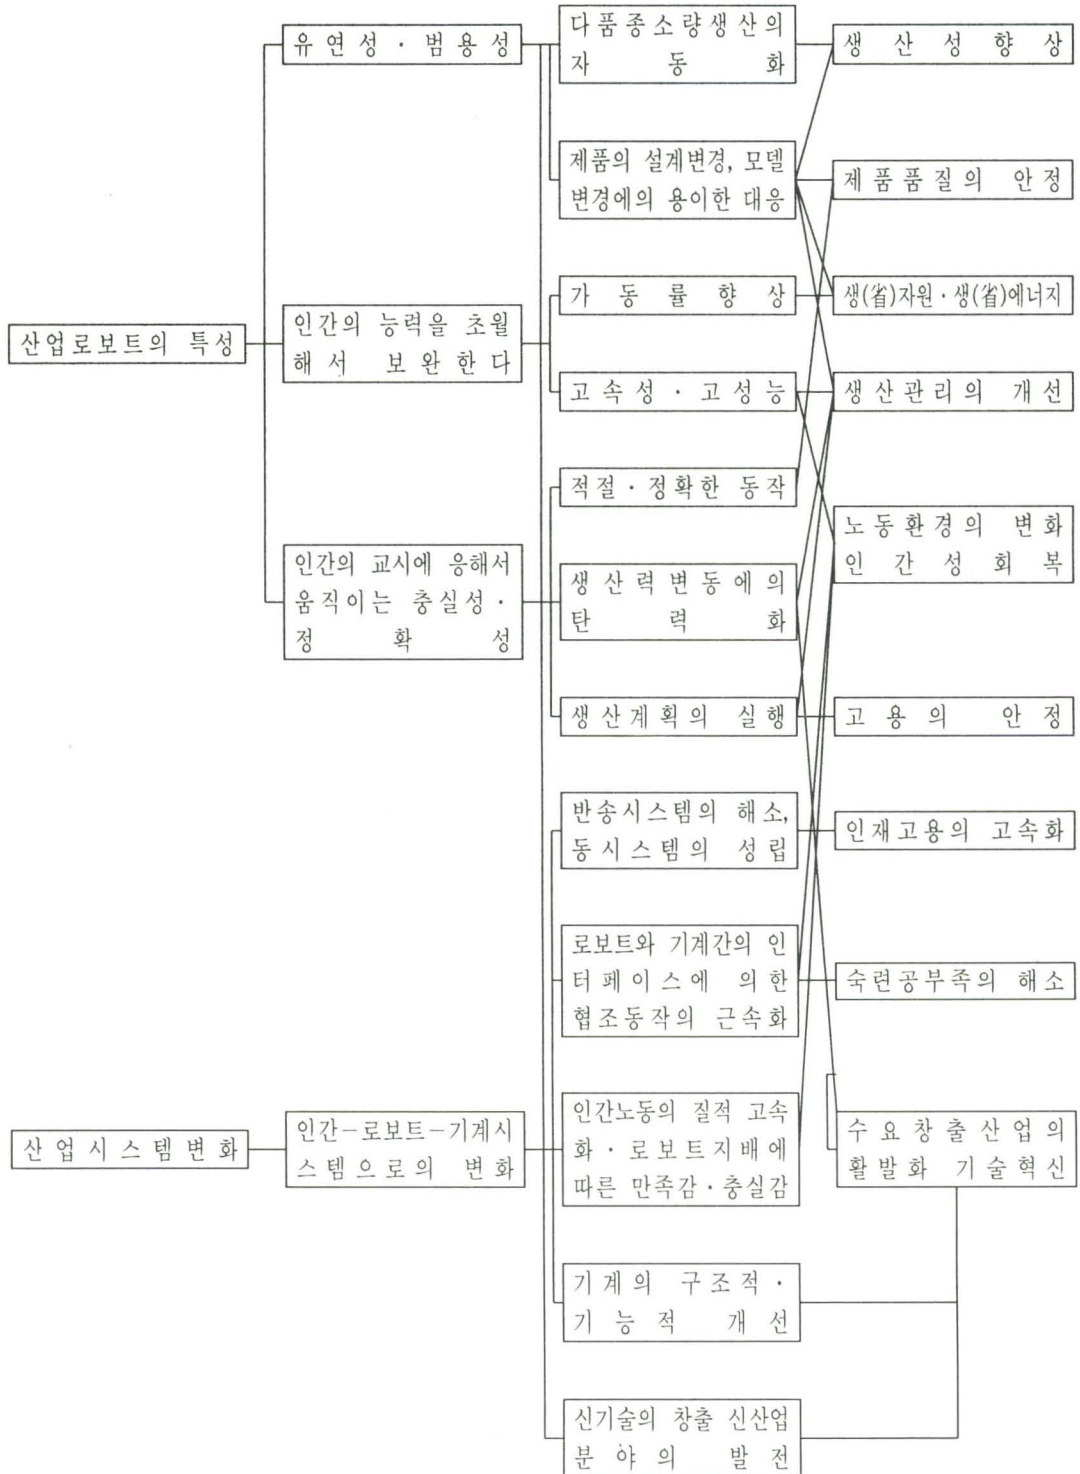 산업로보트의 특성
산업시스템변화
유연성·범용성
인간의 능력을 초월
해서 보완한다
인간의 교시에 응해서
움직이는 충실성·
정확성
인간-로보트-기계시
스템으로의 변화
다품종소량생산의
자동화
제품의 설계변경, 모델
변경에의 용이한 대응
가동률향상
고속성·고성능
적절·정확한 동작
생산력변동에의
탄력화
생산계획의 실행
반송시스템의 해소,
동시스템의 성립
로보트와 기계간의 인
터페이스에 의한
협조동작의 근속화
인간노동의 질적 고속
화·로보트지배에
따른 만족감·충실감
기계의 구조적·
기능적 개선
신기술의 창출 신산업
분야의 발전
생산성향상
제품품질의 안정
생(省)자원·생(省)에너지
생산관리의 개선
노동환경의 변화
인간성회복
고용의 안정
인재고용의 고속화
숙련공부족의 해소
수요창출산업의
활발화 기술혁신